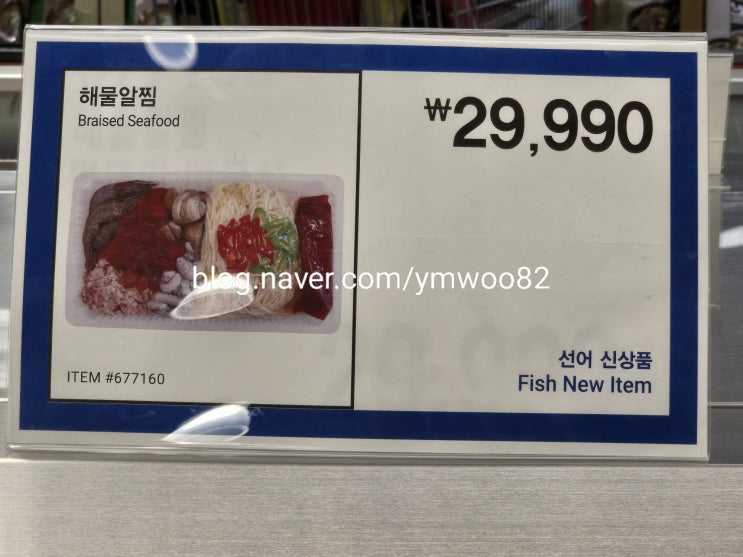 해물알찜
Braised Seafood
₩29,990
blog.naver.com/ymwoo82
ITEM #677160
선어 신상품
Fish New Item